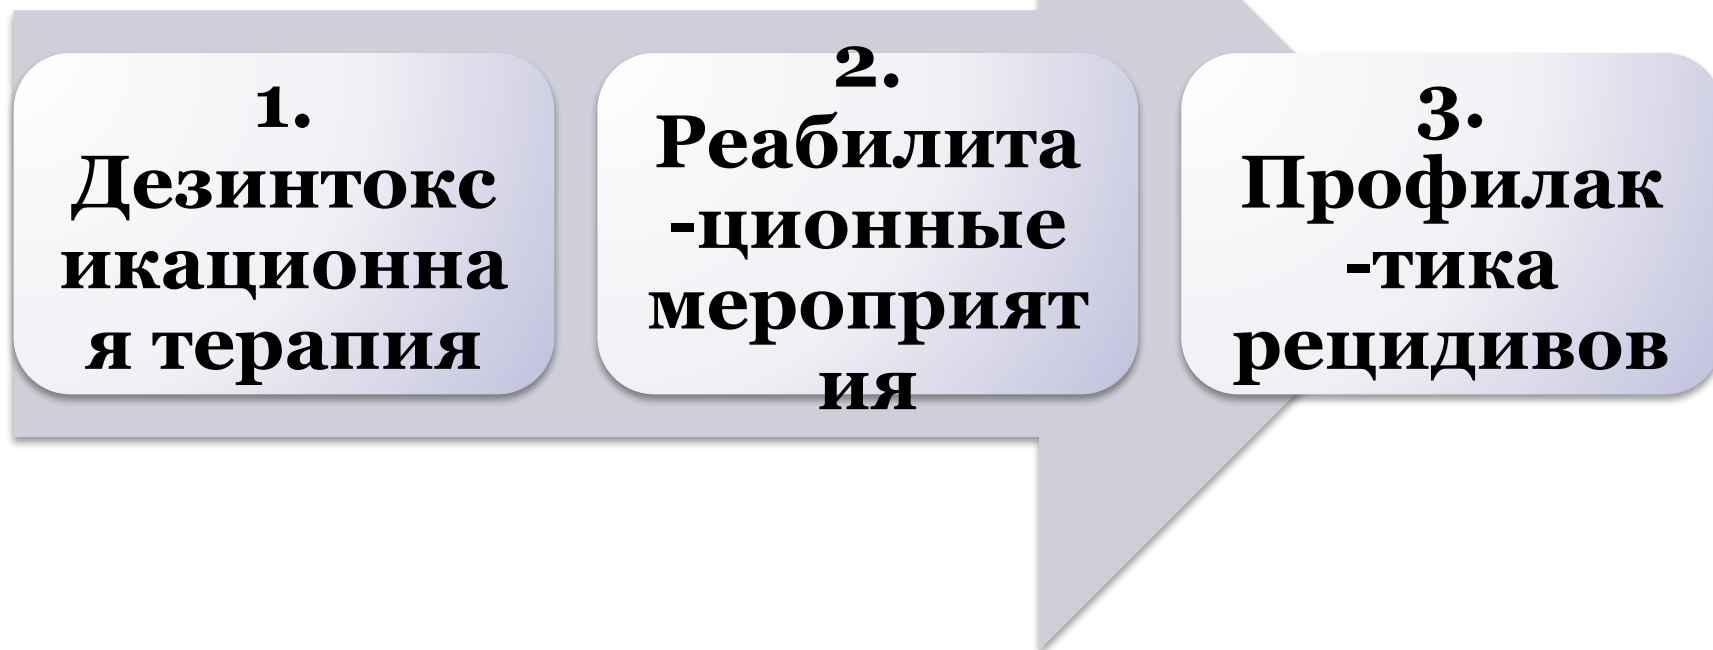 1.
Дезинтокс
икационна
я терапия
2.
Реабилита
-ционные
мероприят
ия
3.
Профилак
-тика
рецидивов